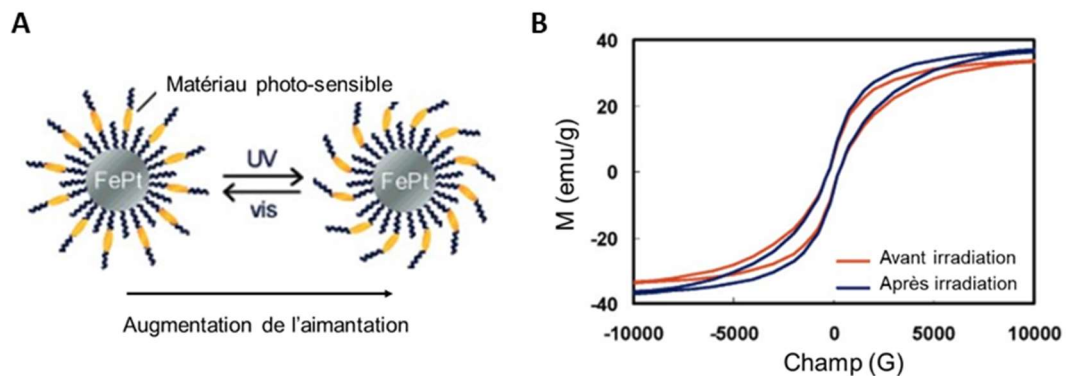 A
Matériau photo-sensible
FePt
UV
vis
FePt
Augmentation de l'aimantation
B
M (emu/g)
40
20
0
-20
-40
Avant irradiation
Après irradiation
-10000 -5000 0 5000 10000
Champ (G)